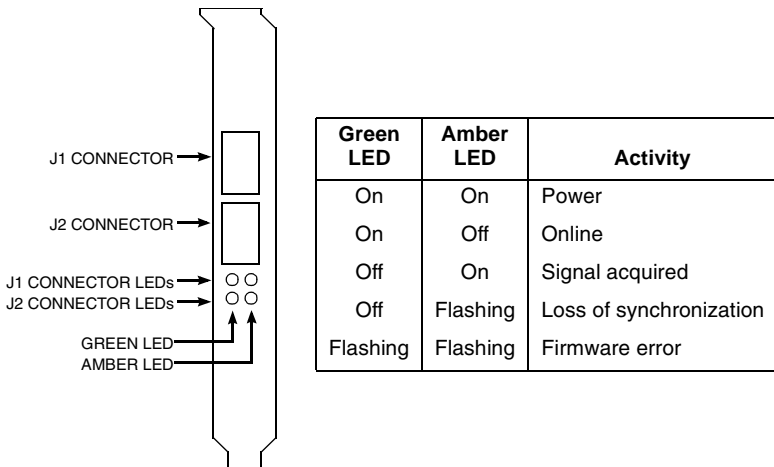 J1 CONNECTOR
J2 CONNECTOR
J1 CONNECTOR LEDs
J2 CONNECTOR LEDs
GREEN LED
AMBER LED
Green LED Amber LED Activity
On On Power
On Off Online
Off On Signal acquired
Off Flashing Loss of synchronization
Flashing Flashing Firmware error